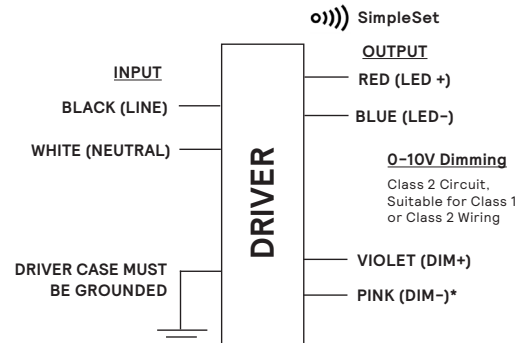 SimpleSet
INPUT
BLACK (LINE)
WHITE (NEUTRAL)
DRIVER CASE MUST
BE GROUNDED
DRIVER
OUTPUT
RED (LED +)
BLUE (LED–)
0–10V Dimming
Class 2 Circuit,
Suitable for Class 1
or Class 2 Wiring
VIOLET (DIM+)
PINK (DIM–)*